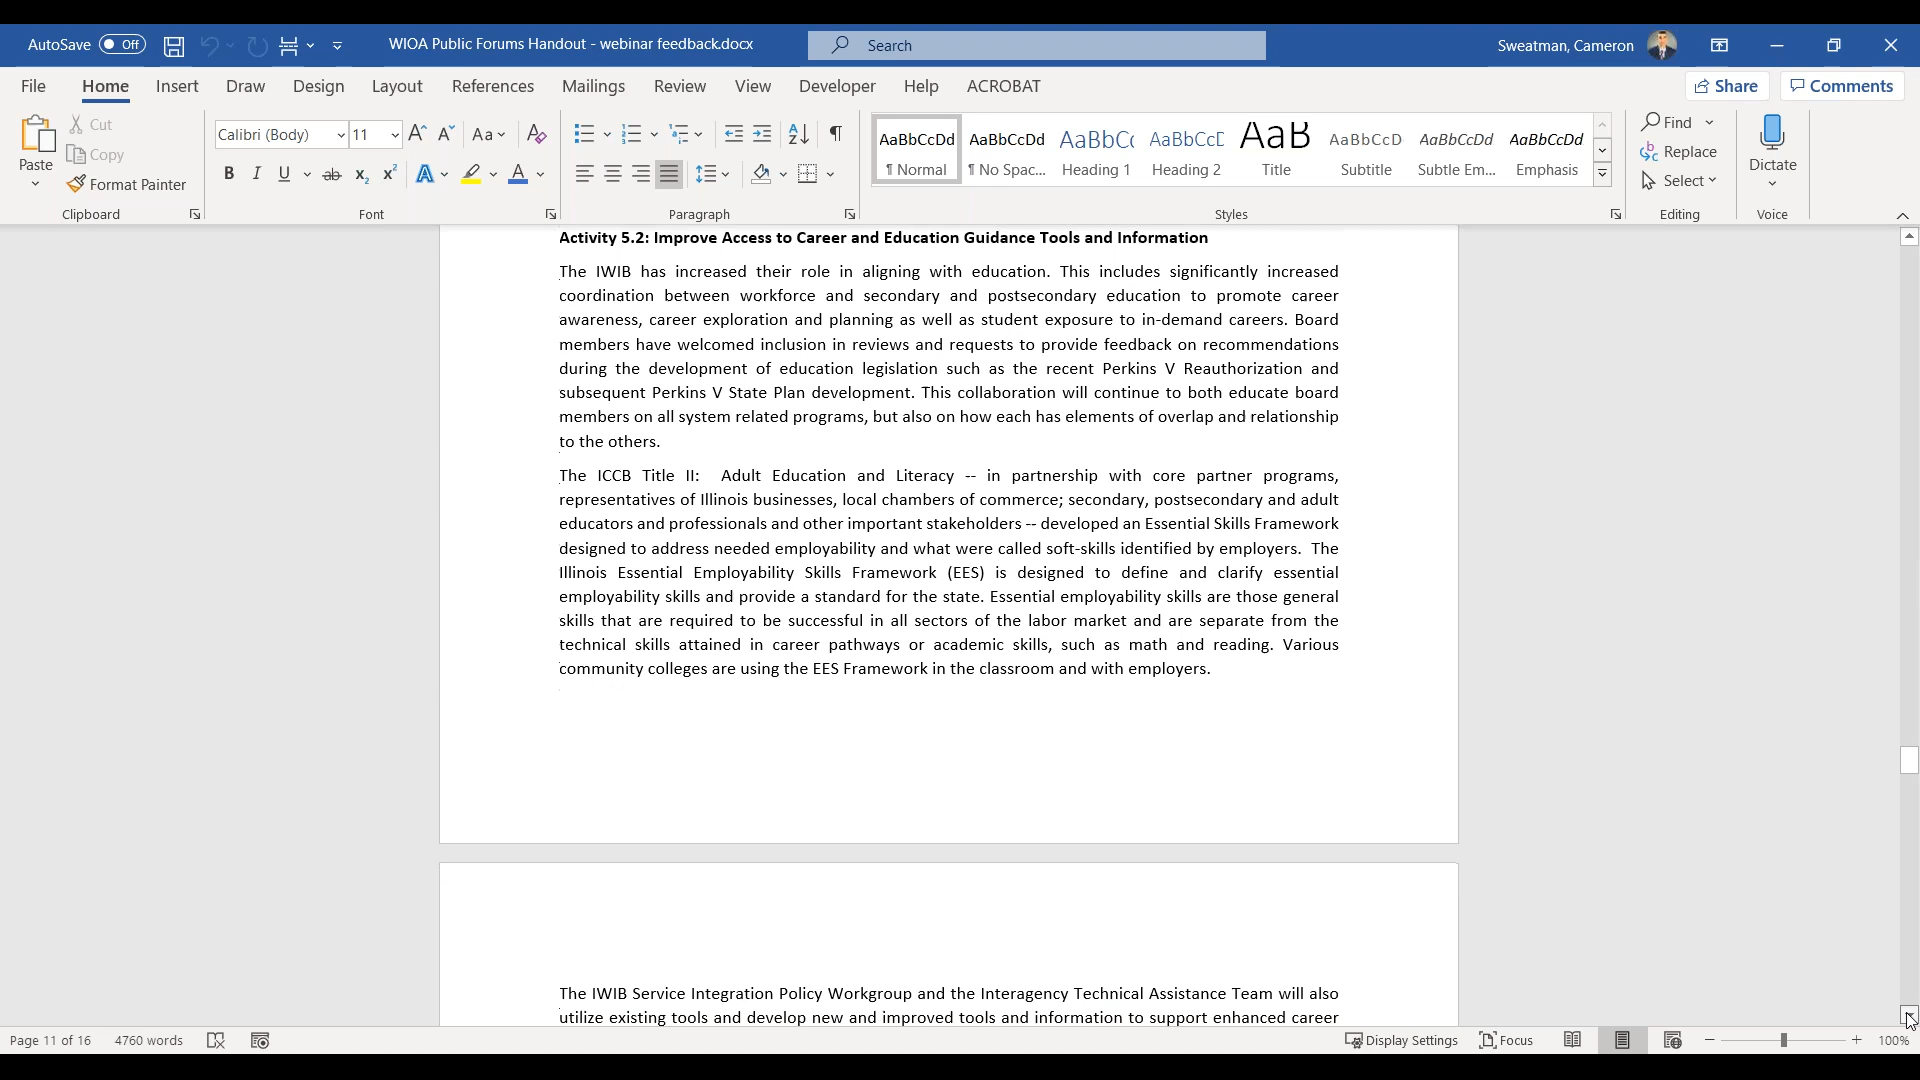 AutoSave Off WIOA Public Forums Handout - webinar feedback.docx Search Sweatman, Cameron
File Home Insert Draw Design Layout References Mailings Review View Developer Help ACROBAT Share Comments
Paste Cut Copy Format Painter
Clipboard
Calibri (Body) 11 Aa
B I U ab x₂ x² A A
Font
Paragraph
AaBbCcDd AaBbCcDd AaBbCc AaBbCcD AaB AaBbCcD AaBbCcDd AaBbCcDd
¶ Normal ¶ No Spac... Heading 1 Heading 2 Title Subtitle Subtle Em... Emphasis
Styles
Find
Replace
Select
Editing
Dictate
Voice
Activity 5.2: Improve Access to Career and Education Guidance Tools and Information
The IWIB has increased their role in aligning with education. This includes significantly increased
coordination between workforce and secondary and postsecondary education to promote career
awareness, career exploration and planning as well as student exposure to in-demand careers. Board
members have welcomed inclusion in reviews and requests to provide feedback on recommendations
during the development of education legislation such as the recent Perkins V Reauthorization and
subsequent Perkins V State Plan development. This collaboration will continue to both educate board
members on all system related programs, but also on how each has elements of overlap and relationship
to the others.
The ICCB Title II:  Adult Education and Literacy -- in partnership with core partner programs,
representatives of Illinois businesses, local chambers of commerce; secondary, postsecondary and adult
educators and professionals and other important stakeholders -- developed an Essential Skills Framework
designed to address needed employability and what were called soft-skills identified by employers.  The
Illinois Essential Employability Skills Framework (EES) is designed to define and clarify essential
employability skills and provide a standard for the state. Essential employability skills are those general
skills that are required to be successful in all sectors of the labor market and are separate from the
technical skills attained in career pathways or academic skills, such as math and reading. Various
community colleges are using the EES Framework in the classroom and with employers.
The IWIB Service Integration Policy Workgroup and the Interagency Technical Assistance Team will also
utilize existing tools and develop new and improved tools and information to support enhanced career
Page 11 of 16 4760 words Display Settings Focus 100%